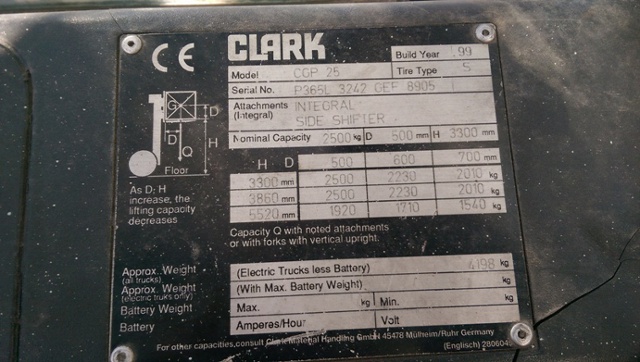 CE
CLARK
Build Year 99
Model CGP 25 Tire Type S
Serial No. P365L 3242 GEF 8905
Attachments (Integral) INTEGRAL
SIDE SHIFTER
Nominal Capacity 2500 kg D 500 mm H 3300 mm
G D
D H
Q
Floor
H D 500 600 700 mm
3300 mm 2500 2230 2010 kg
3860 mm 2500 2230 2010 kg
5520 mm 1920 1710 1540 kg
As D; H
increase, the
lifting capacity
decreases
Capacity Q with noted attachments
or with forks with vertical upright.
Approx. Weight
(all trucks)
(Electric Trucks less Battery) 4198 kg
Approx. Weight
(electric truks only)
(With Max. Battery Weight) kg
Battery Weight Max. kg Min. kg
Battery Amperes/Hour Volt
For other capacities, consult Clark Material Handling GmbH 45478 Mülheim/Ruhr Germany
(Englisch)